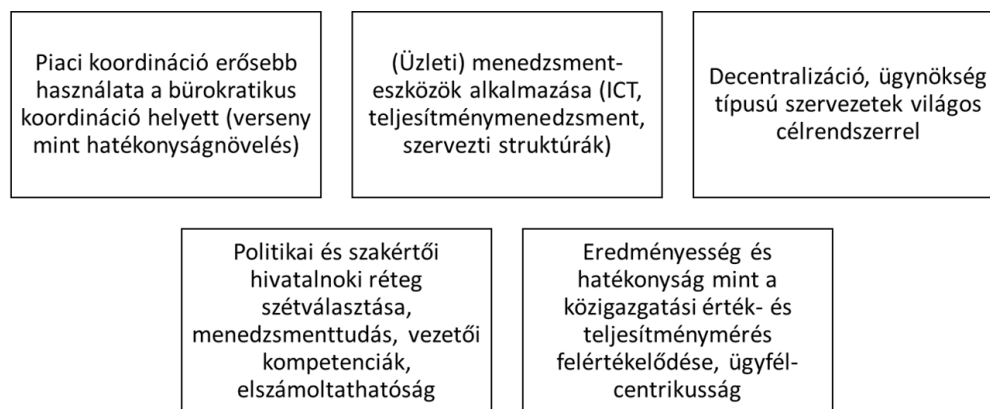 Piaci koordináció erősebb
használata a bürokratikus
koordináció helyett (verseny
mint hatékonyságnövelés)
(Üzleti) menedzsment-
eszközök alkalmazása (ICT,
teljesítménymenedzsment,
szervezti struktúrák)
Decentralizáció, ügynökség
típusú szervezetek világos
célrendszerrel
Politikai és szakértői
hivatalnoki réteg
szétválasztása,
menedzsmenttudás, vezetői
kompetenciák,
elszámoltathatóság
Eredményesség és
hatékonyság mint a
közigazgatási érték- és
teljesítménymérés
felértékelődése, ügyfél-
centrikusság